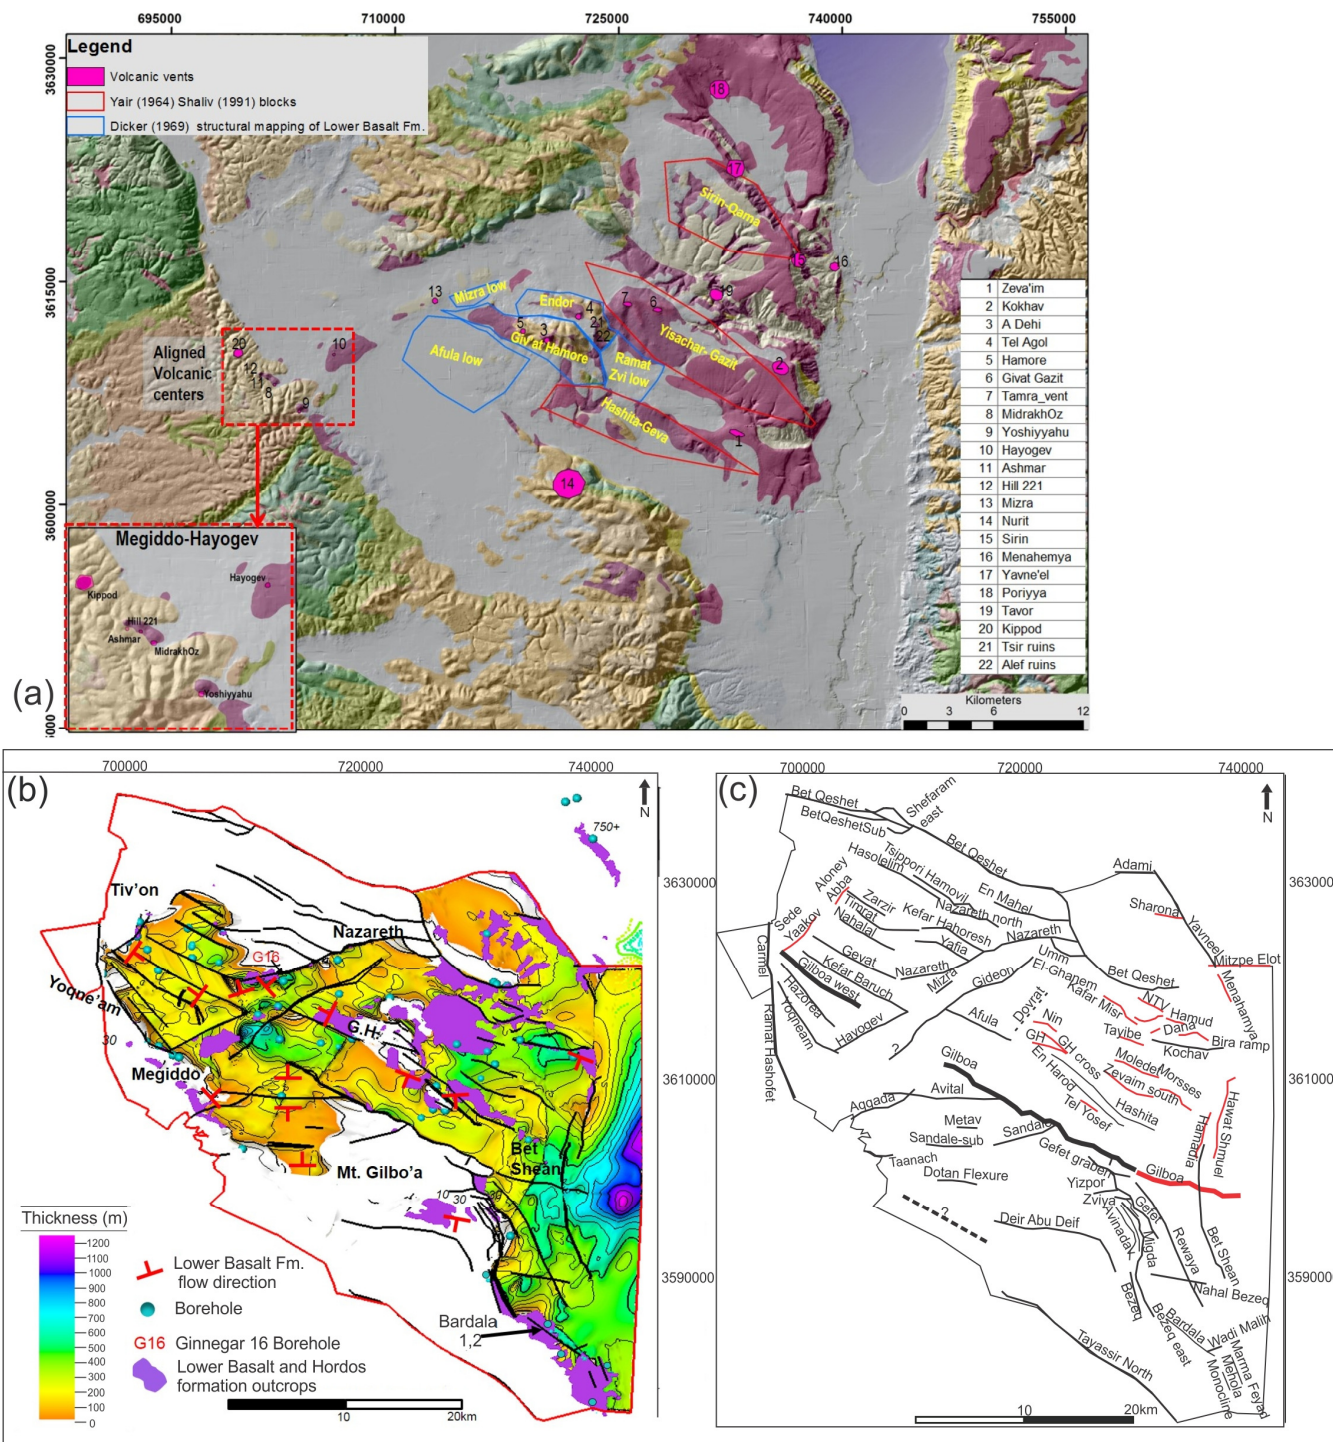 695000 710000 725000 740000 755000
3630000
3615000
3600000
Legend
Volcanic vents
Yair (1964) Shaliv (1991) blocks
Dicker (1969) structural mapping of Lower Basalt Fm.
18
17
Sirin-Qama
15
16
19
13
Mizra low
Endor
4
7
6
21
22
5
3
Giv'at Hamore
Yisachar- Gazit
2
Ramat
Zvi low
Afula low
Aligned
Volcanic
centers
20
12
11
8
9
10
Hashita-Geva
1
14
Megiddo-Hayogev
Kippod
Hayogev
Hill 221
Ashmar
MidrakhOz
Yoshiyyahu
1 Zeva'im
2 Kokhav
3 A Dehi
4 Tel Agol
5 Hamore
6 Givat Gazit
7 Tamra_vent
8 MidrakhOz
9 Yoshiyyahu
10 Hayogev
11 Ashmar
12 Hill 221
13 Mizra
14 Nurit
15 Sirin
16 Menahemya
17 Yavne'el
18 Poriyya
19 Tavor
20 Kippod
21 Tsir ruins
22 Alef ruins
Kilometers
0 3 6 12
(a)
700000 720000 740000
(b)
N
750+
Tiv'on
Nazareth
G16
Yoqne'am
30
G.H.
Megiddo
Bet
Shean
Mt. Gilbo'a
10 30
Bardala
1,2
3630000
3610000
3590000
Thickness (m)
1200
1100
1000
900
800
700
600
500
400
300
200
100
0
Lower Basalt Fm.
flow direction
Borehole
G16 Ginnegar 16 Borehole
Lower Basalt and Hordos
formation outcrops
10 20km
700000 720000 740000
(c)
N
Bet Qeshet
Shefaram
east
BetQeshetSub
Bet Qeshet
Tsippori Hamovij
Hasolelim
Aloney
Abba
En Mahel
Adami
Zarzir
Timrat
Nahalal
Nazareth north
Kefar Hahoresh
Sharona
Sede
Yaakov
Yavneel
Carmel
Yafia
Nazareth
Umm
El-Ghanem
Mitzpe Elot
Gevat
Kefar Baruch
Gilboa west
Nazareth
Mizra
Gideon
Bet Qeshet
Menahamya
Hazorea
Yoqneam
Hayogev
?
Kafar Misr
NTV
Hamud
Dovrat
Nin
Afula
Tayibe
Dana
Bira ramp
Kochav
Ramat Hashofet
GH
GH cross
Moledet
Morsses
Gilboa
En Harod
Zevaim south
Avital
Aqqada
Tel Yosef
Hashita
Hawat Shmuel
Hamadia
Metav
Sandale
Sandale-sub
Gefet graben
Taanach
Dotan Flexure
Gilboa
Yizpor
Zviya
Gefet
Avinadav
Migda
Rewaya
Bet Shean
?
Deir Abu Deif
Bezeq
Nahal Bezeq
Bezeq east
Bardala
Wadi Malih
Tayassir North
Marma Feyad
Mehola
Monocline
363000
361000
359000
10 20km